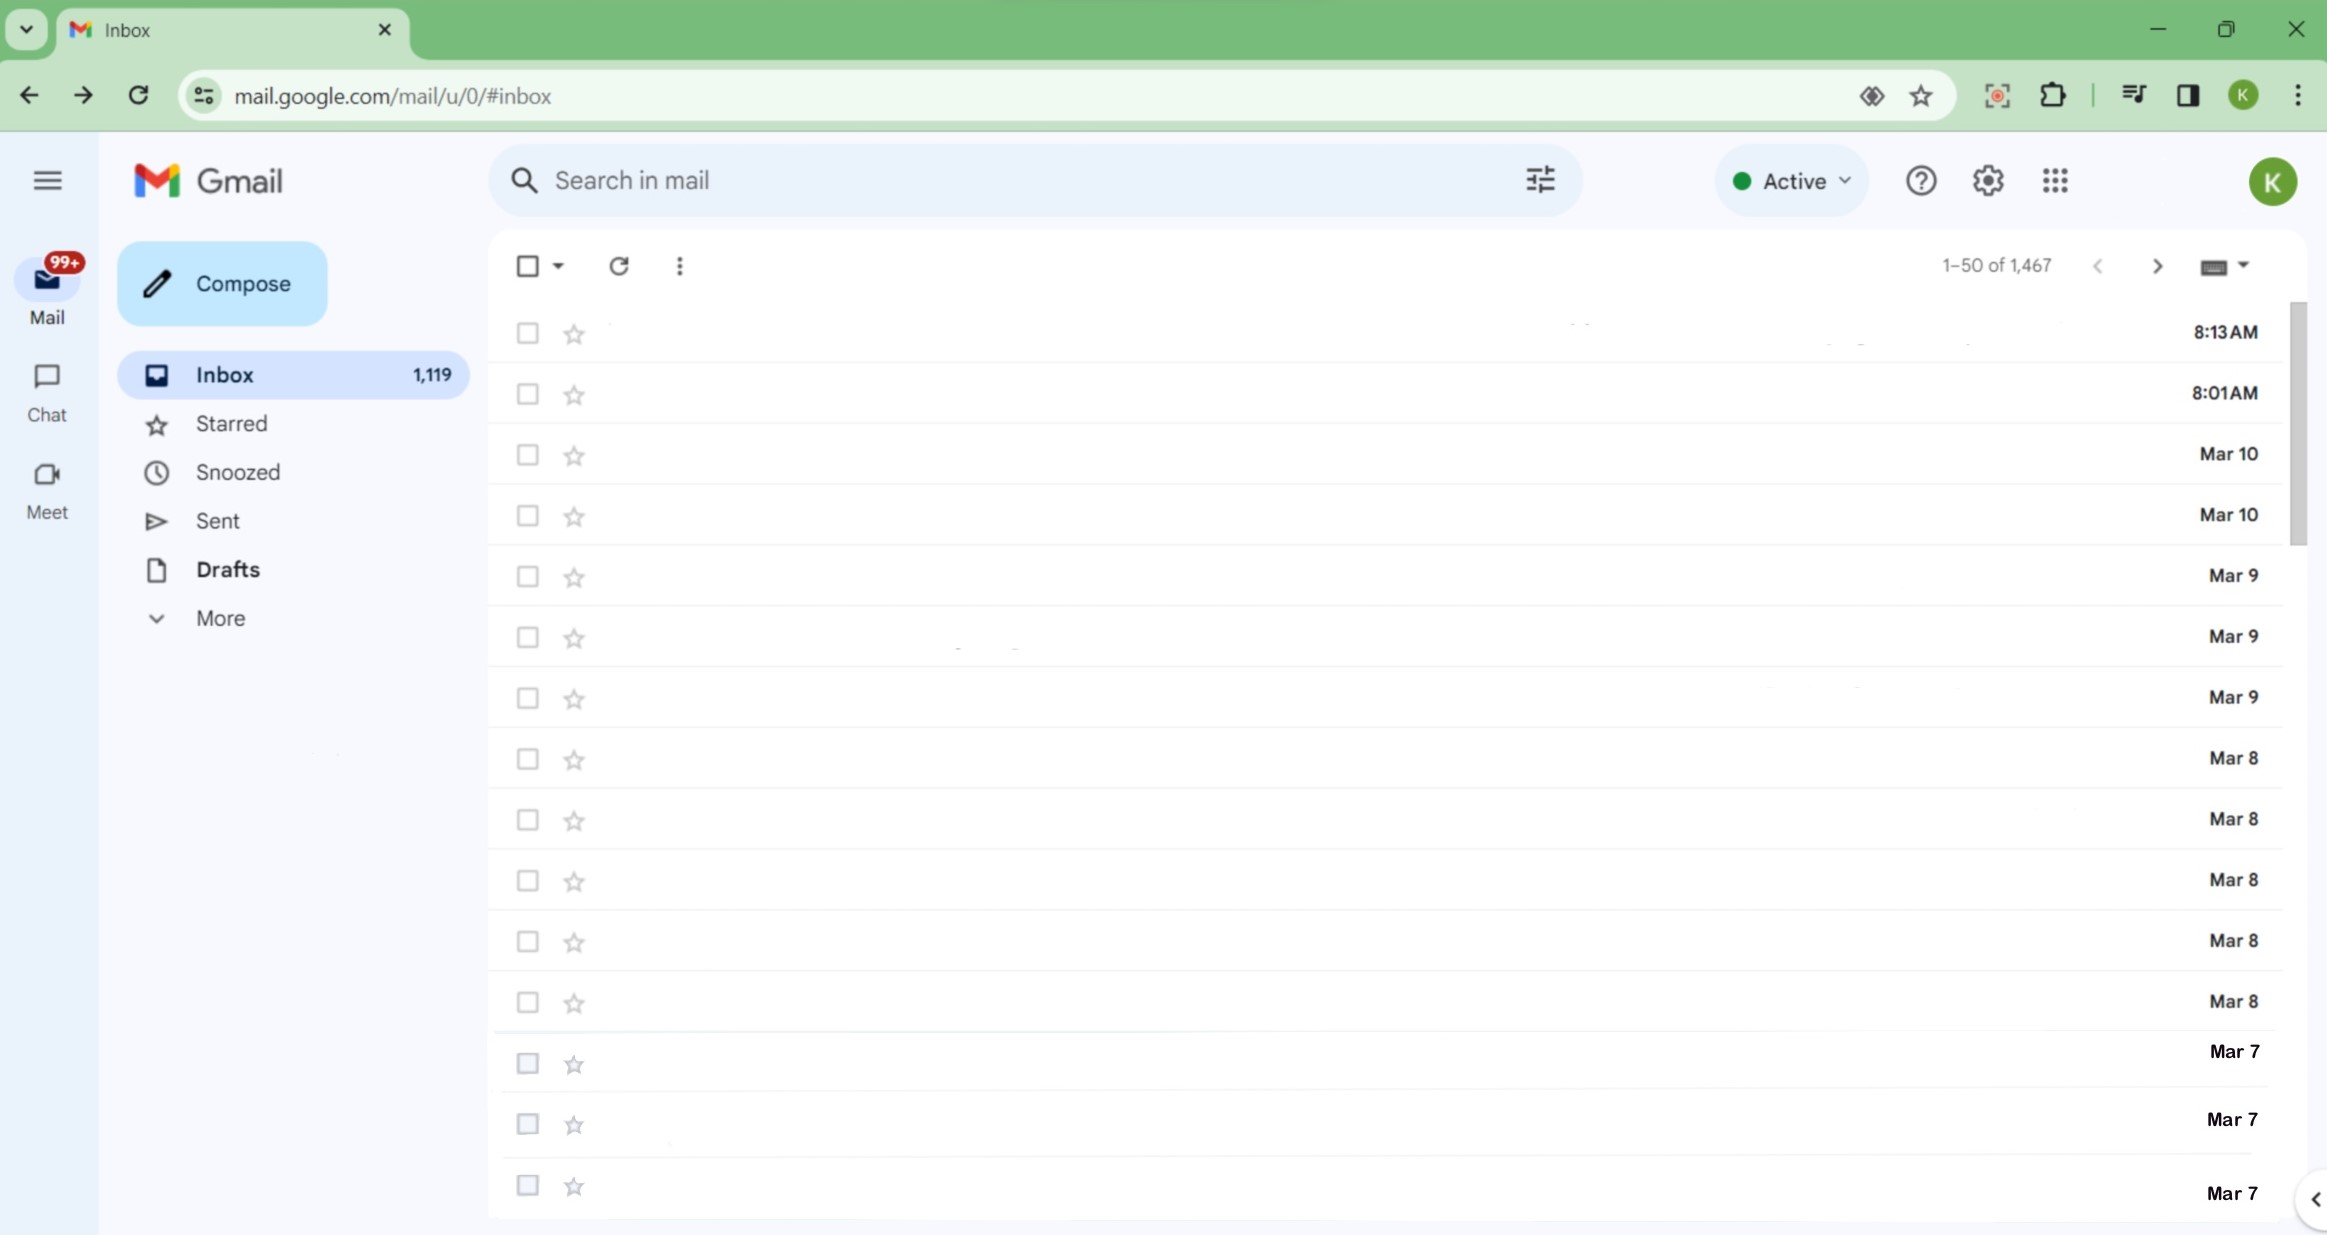 Inbox
mail.google.com/mail/u/0/#inbox
K
Gmail
Search in mail
Active
K
99+
Mail
Chat
Meet
Compose
Inbox 1,119
Starred
Snoozed
Sent
Drafts
More
1–50 of 1,467
8:13 AM
8:01 AM
Mar 10
Mar 10
Mar 9
Mar 9
Mar 9
Mar 8
Mar 8
Mar 8
Mar 8
Mar 8
Mar 7
Mar 7
Mar 7